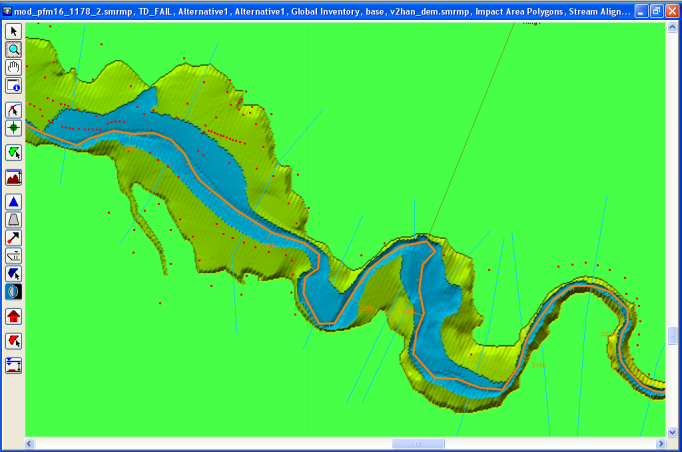 mod_pfm16_1178_2.smrmp, TD_FAIL, Alternative1, Alternative1, Global Inventory, base, v2han_dem.smrmp, Impact Area Polygons, Stream Align...